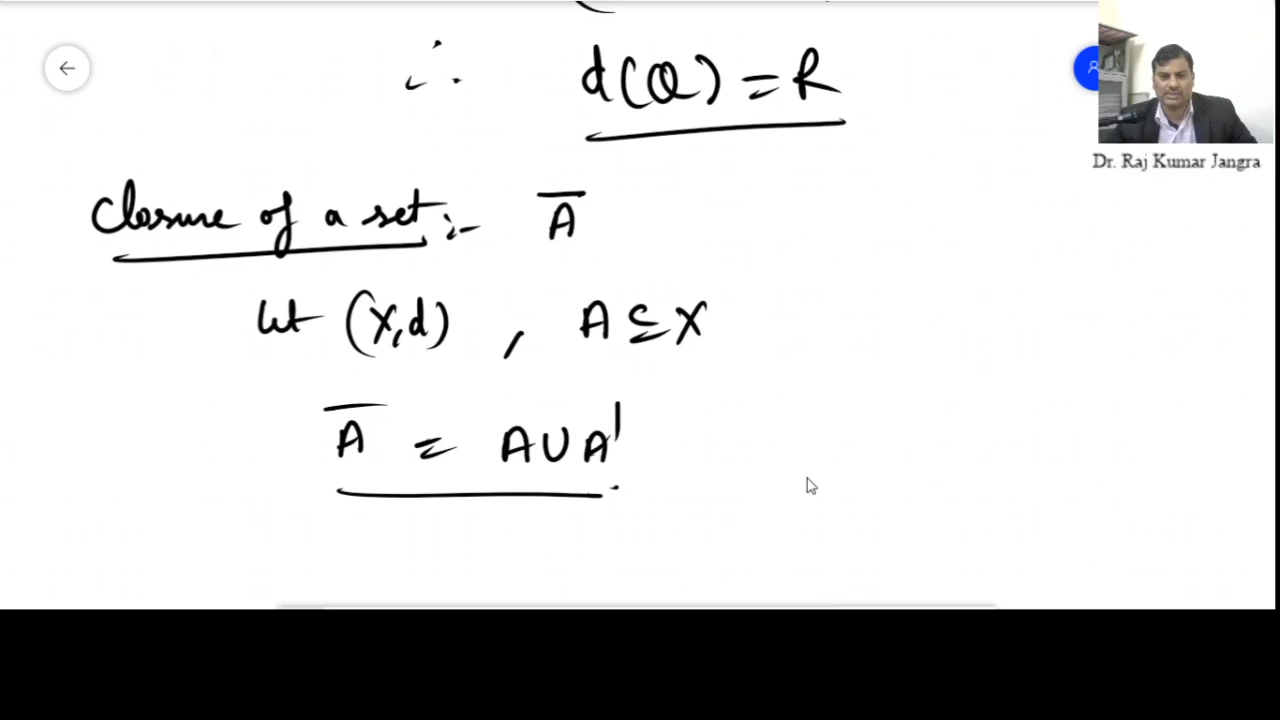 ∴ d(Q) = R
Dr. Raj Kumar Jangra
Closure of a set :- A̅
let (X,d) , A ⊆ X
A̅ = A ∪ A'